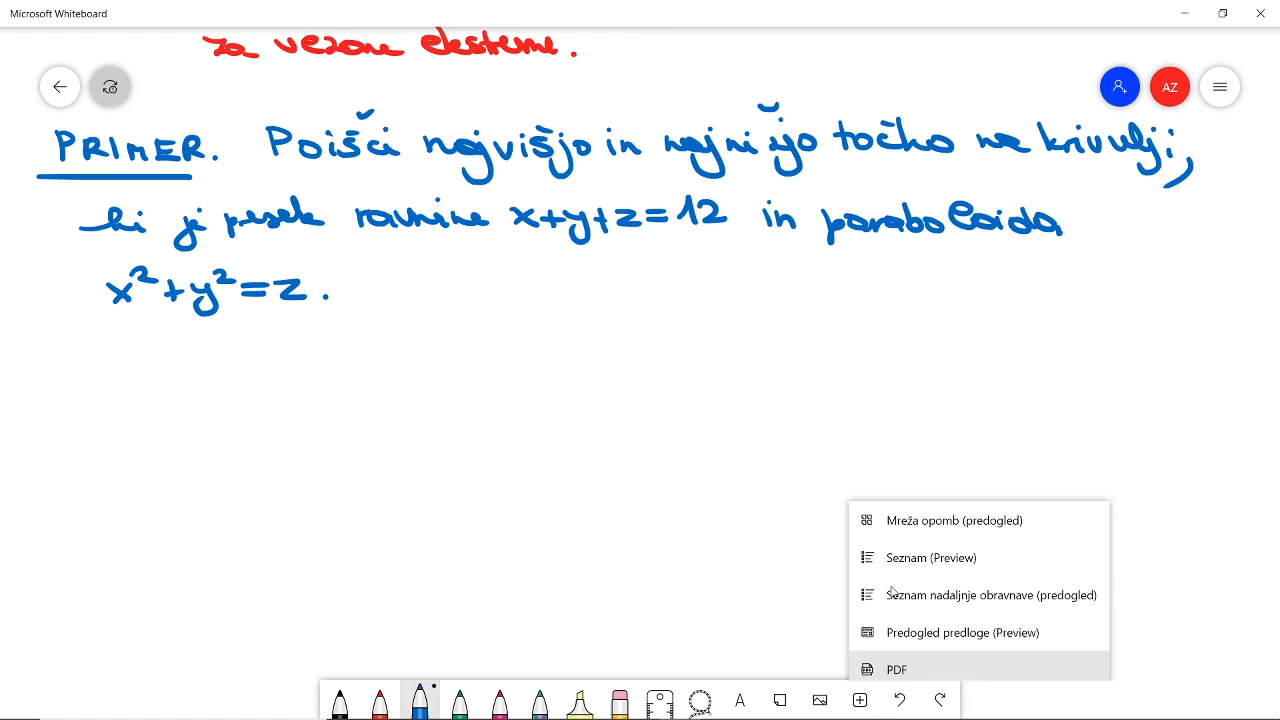 Microsoft Whiteboard
za vezane eksteme.
AZ
PRIMER. Poišči najvišjo in najnižjo točko na krivulji,
ki je presek ravnine x+y+z=12 in paraboloida
x²+y²=z.
Mreža opomb (predogled)
Seznam (Preview)
Seznam nadaljnje obravnave (predogled)
Predogled predloge (Preview)
PDF
A